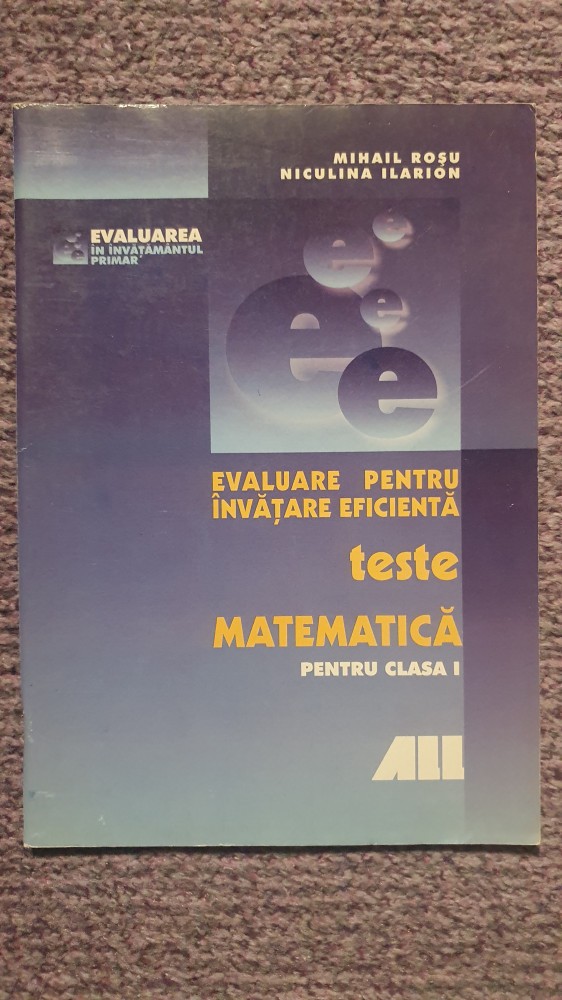 MIHAIL ROȘU
NICULINA ILARION
EVALUAREA
ÎN ÎNVĂȚĂMÂNTUL
PRIMAR
e e e e e
EVALUARE PENTRU
ÎNVĂȚARE EFICIENTĂ
teste
MATEMATICĂ
PENTRU CLASA I
ALL